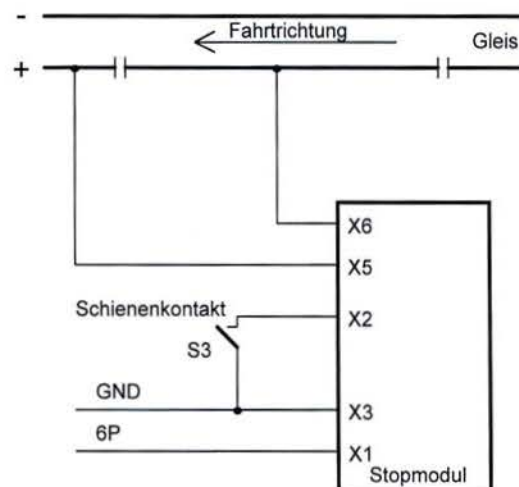 -
Fahrtrichtung
Gleis
+
X6
X5
Schienenkontakt
X2
S3
GND
X3
6P
X1
Stopmodul